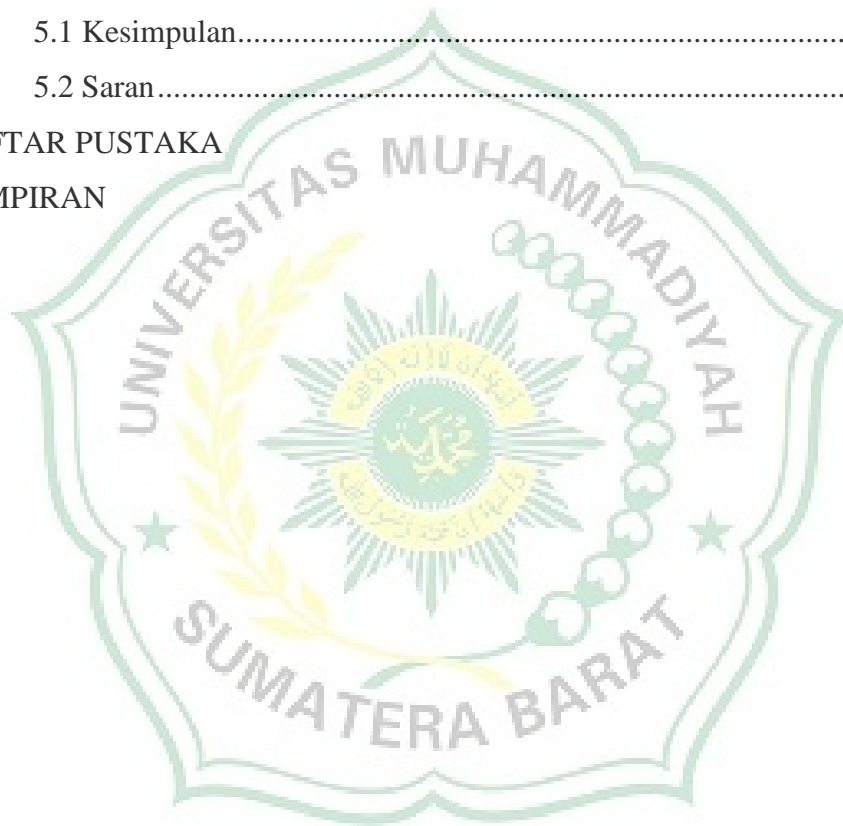 5.1 Kesimpulan.............................................................................
5.2 Saran.......................................................................................
TAR PUSTAKA
MPIRAN
UNIVERSITAS MUHAMMADIYAH
SUMATERA BARAT